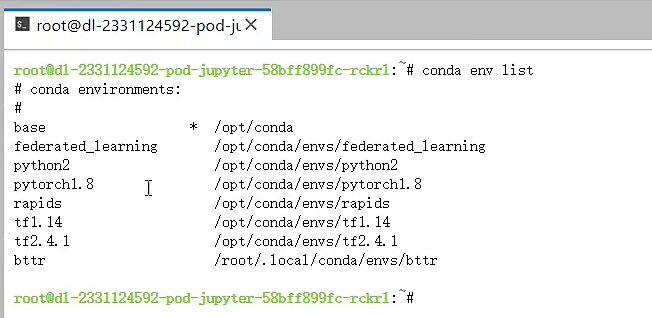 root@dl-2331124592-pod-ju
root@dl-2331124592-pod-jupyter-58bff899fc-rckrl:~# conda env list
# conda environments:
#
base * /opt/conda
federated_learning /opt/conda/envs/federated_learning
python2 /opt/conda/envs/python2
pytorch1.8 /opt/conda/envs/pytorch1.8
rapids /opt/conda/envs/rapids
tf1.14 /opt/conda/envs/tf1.14
tf2.4.1 /opt/conda/envs/tf2.4.1
bttr /root/.local/conda/envs/bttr
root@dl-2331124592-pod-jupyter-58bff899fc-rckrl:~#